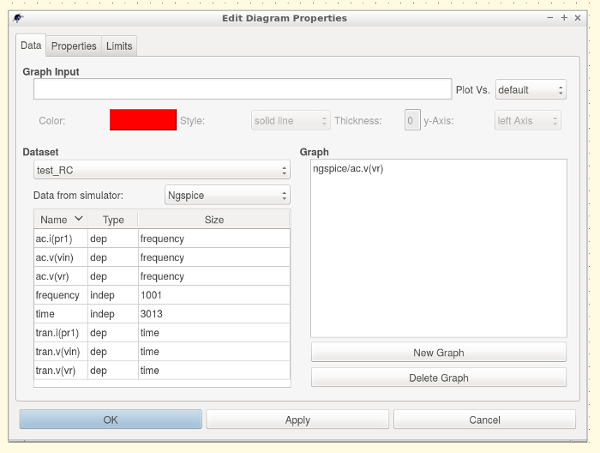 Edit Diagram Properties
Data Properties Limits
Graph Input
Plot Vs. default
Color: Style: solid line Thickness: 0 y-Axis: left Axis
Dataset Graph
test_RC ngspice/ac.v(vr)
Data from simulator: Ngspice
Name Type Size
ac.i(pr1) dep frequency
ac.v(vin) dep frequency
ac.v(vr) dep frequency
frequency indep 1001
time indep 3013
tran.i(pr1) dep time
tran.v(vin) dep time
tran.v(vr) dep time
New Graph
Delete Graph
OK Apply Cancel